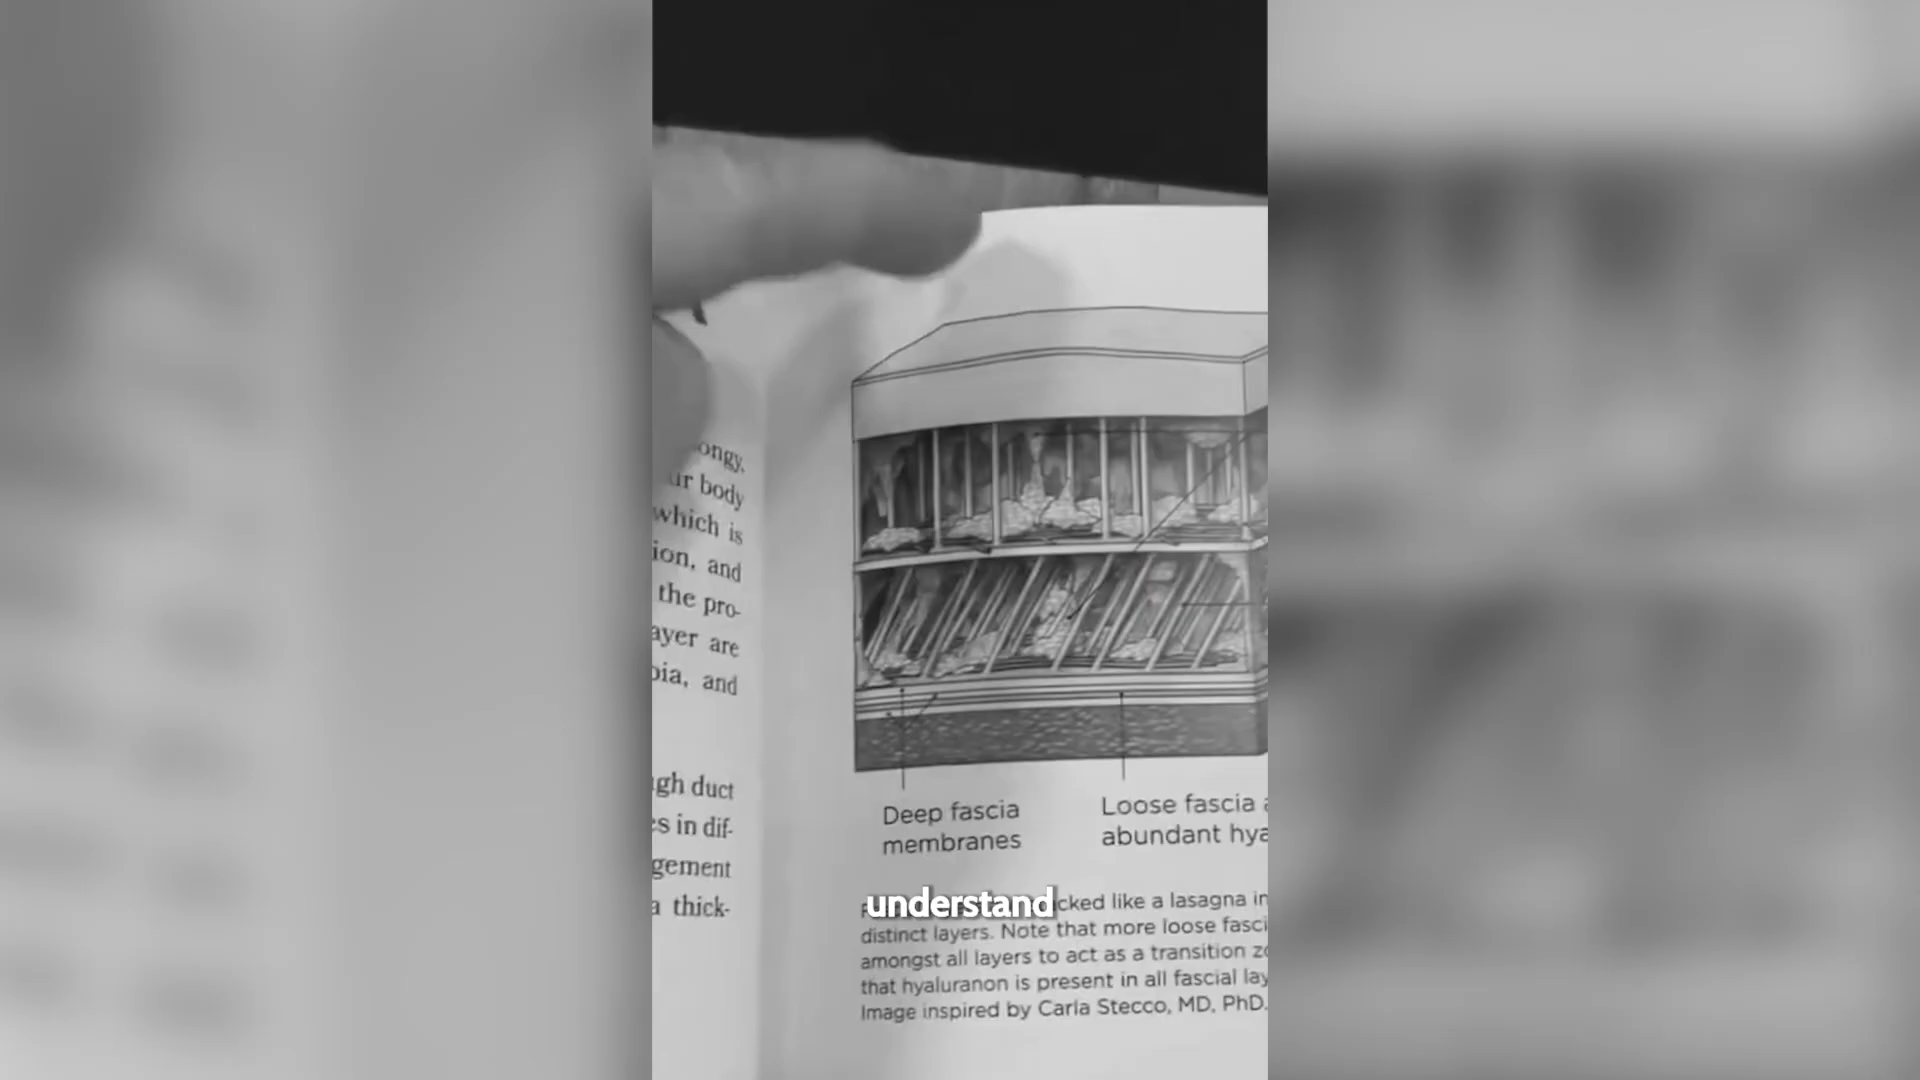 ongy,
ur body
which is
ion, and
the pro-
ayer are
bia, and
gh duct
es in dif-
gement
a thick-
Deep fascia
membranes
Loose fascia a
abundant hya
understand
cked like a lasagna in
distinct layers. Note that more loose fasci
amongst all layers to act as a transition zo
that hyaluranon is present in all fascial lay
Image inspired by Carla Stecco, MD, PhD.